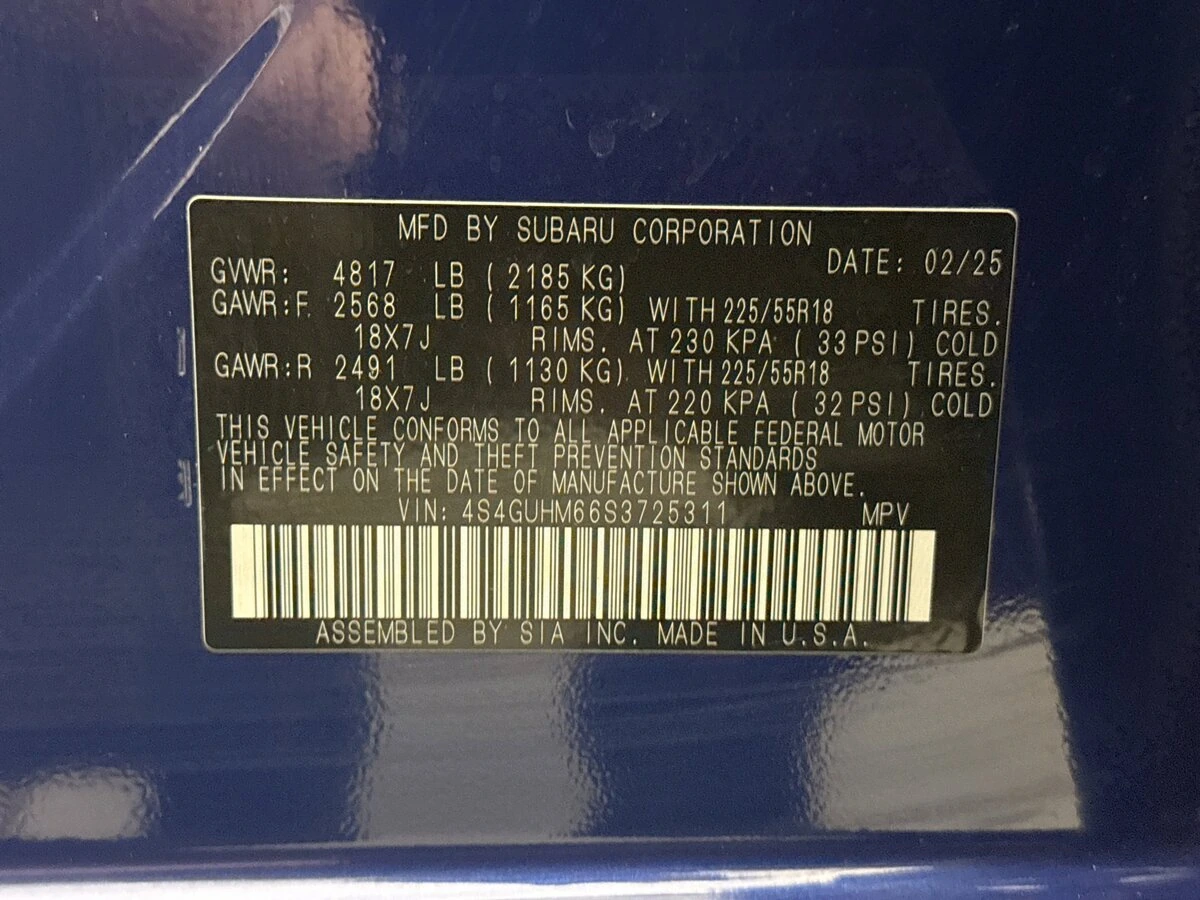 MFD BY SUBARU CORPORATION
DATE: 02/25
GVWR: 4817 LB ( 2185 KG)
GAWR:F. 2568 LB ( 1165 KG) WITH 225/55R18 TIRES.
18X7J RIMS. AT 230 KPA ( 33 PSI) COLD
GAWR:R 2491 LB ( 1130 KG). WITH 225/55R18 TIRES.
18X7J RIMS. AT 220 KPA ( 32 PSI). COLD
THIS VEHICLE CONFORMS TO ALL APPLICABLE FEDERAL MOTOR
VEHICLE SAFETY AND THEFT PREVENTION STANDARDS
IN EFFECT ON THE DATE OF MANUFACTURE SHOWN ABOVE.
VIN: 4S4GUHM66S3725311 MPV
ASSEMBLED BY SIA INC. MADE IN U.S.A.